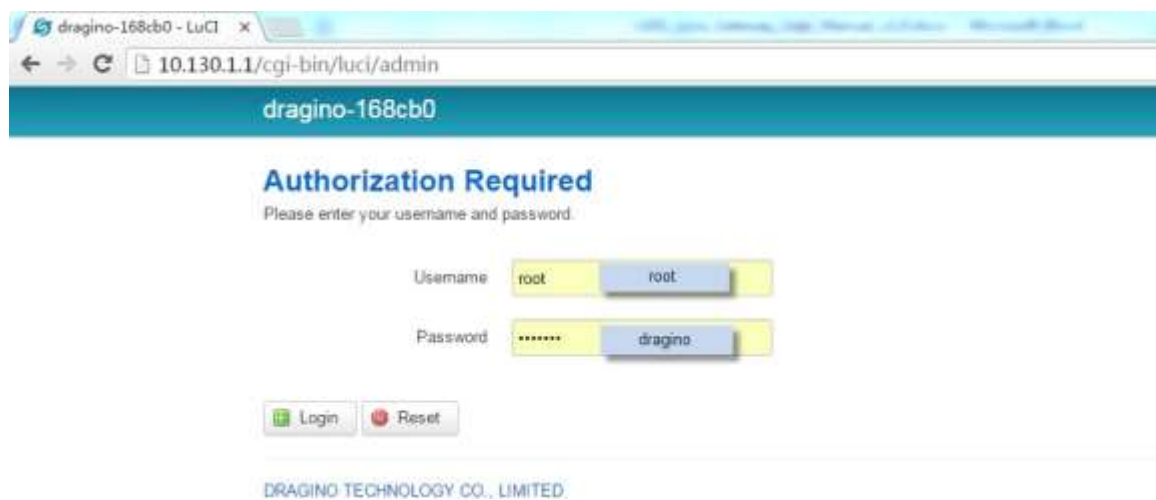 dragino-168cb0 - LuCI
10.130.1.1/cgi-bin/luci/admin
dragino-168cb0
Authorization Required
Please enter your username and password.
Username root root
Password ••••••• dragino
Login Reset
DRAGINO TECHNOLOGY CO., LIMITED